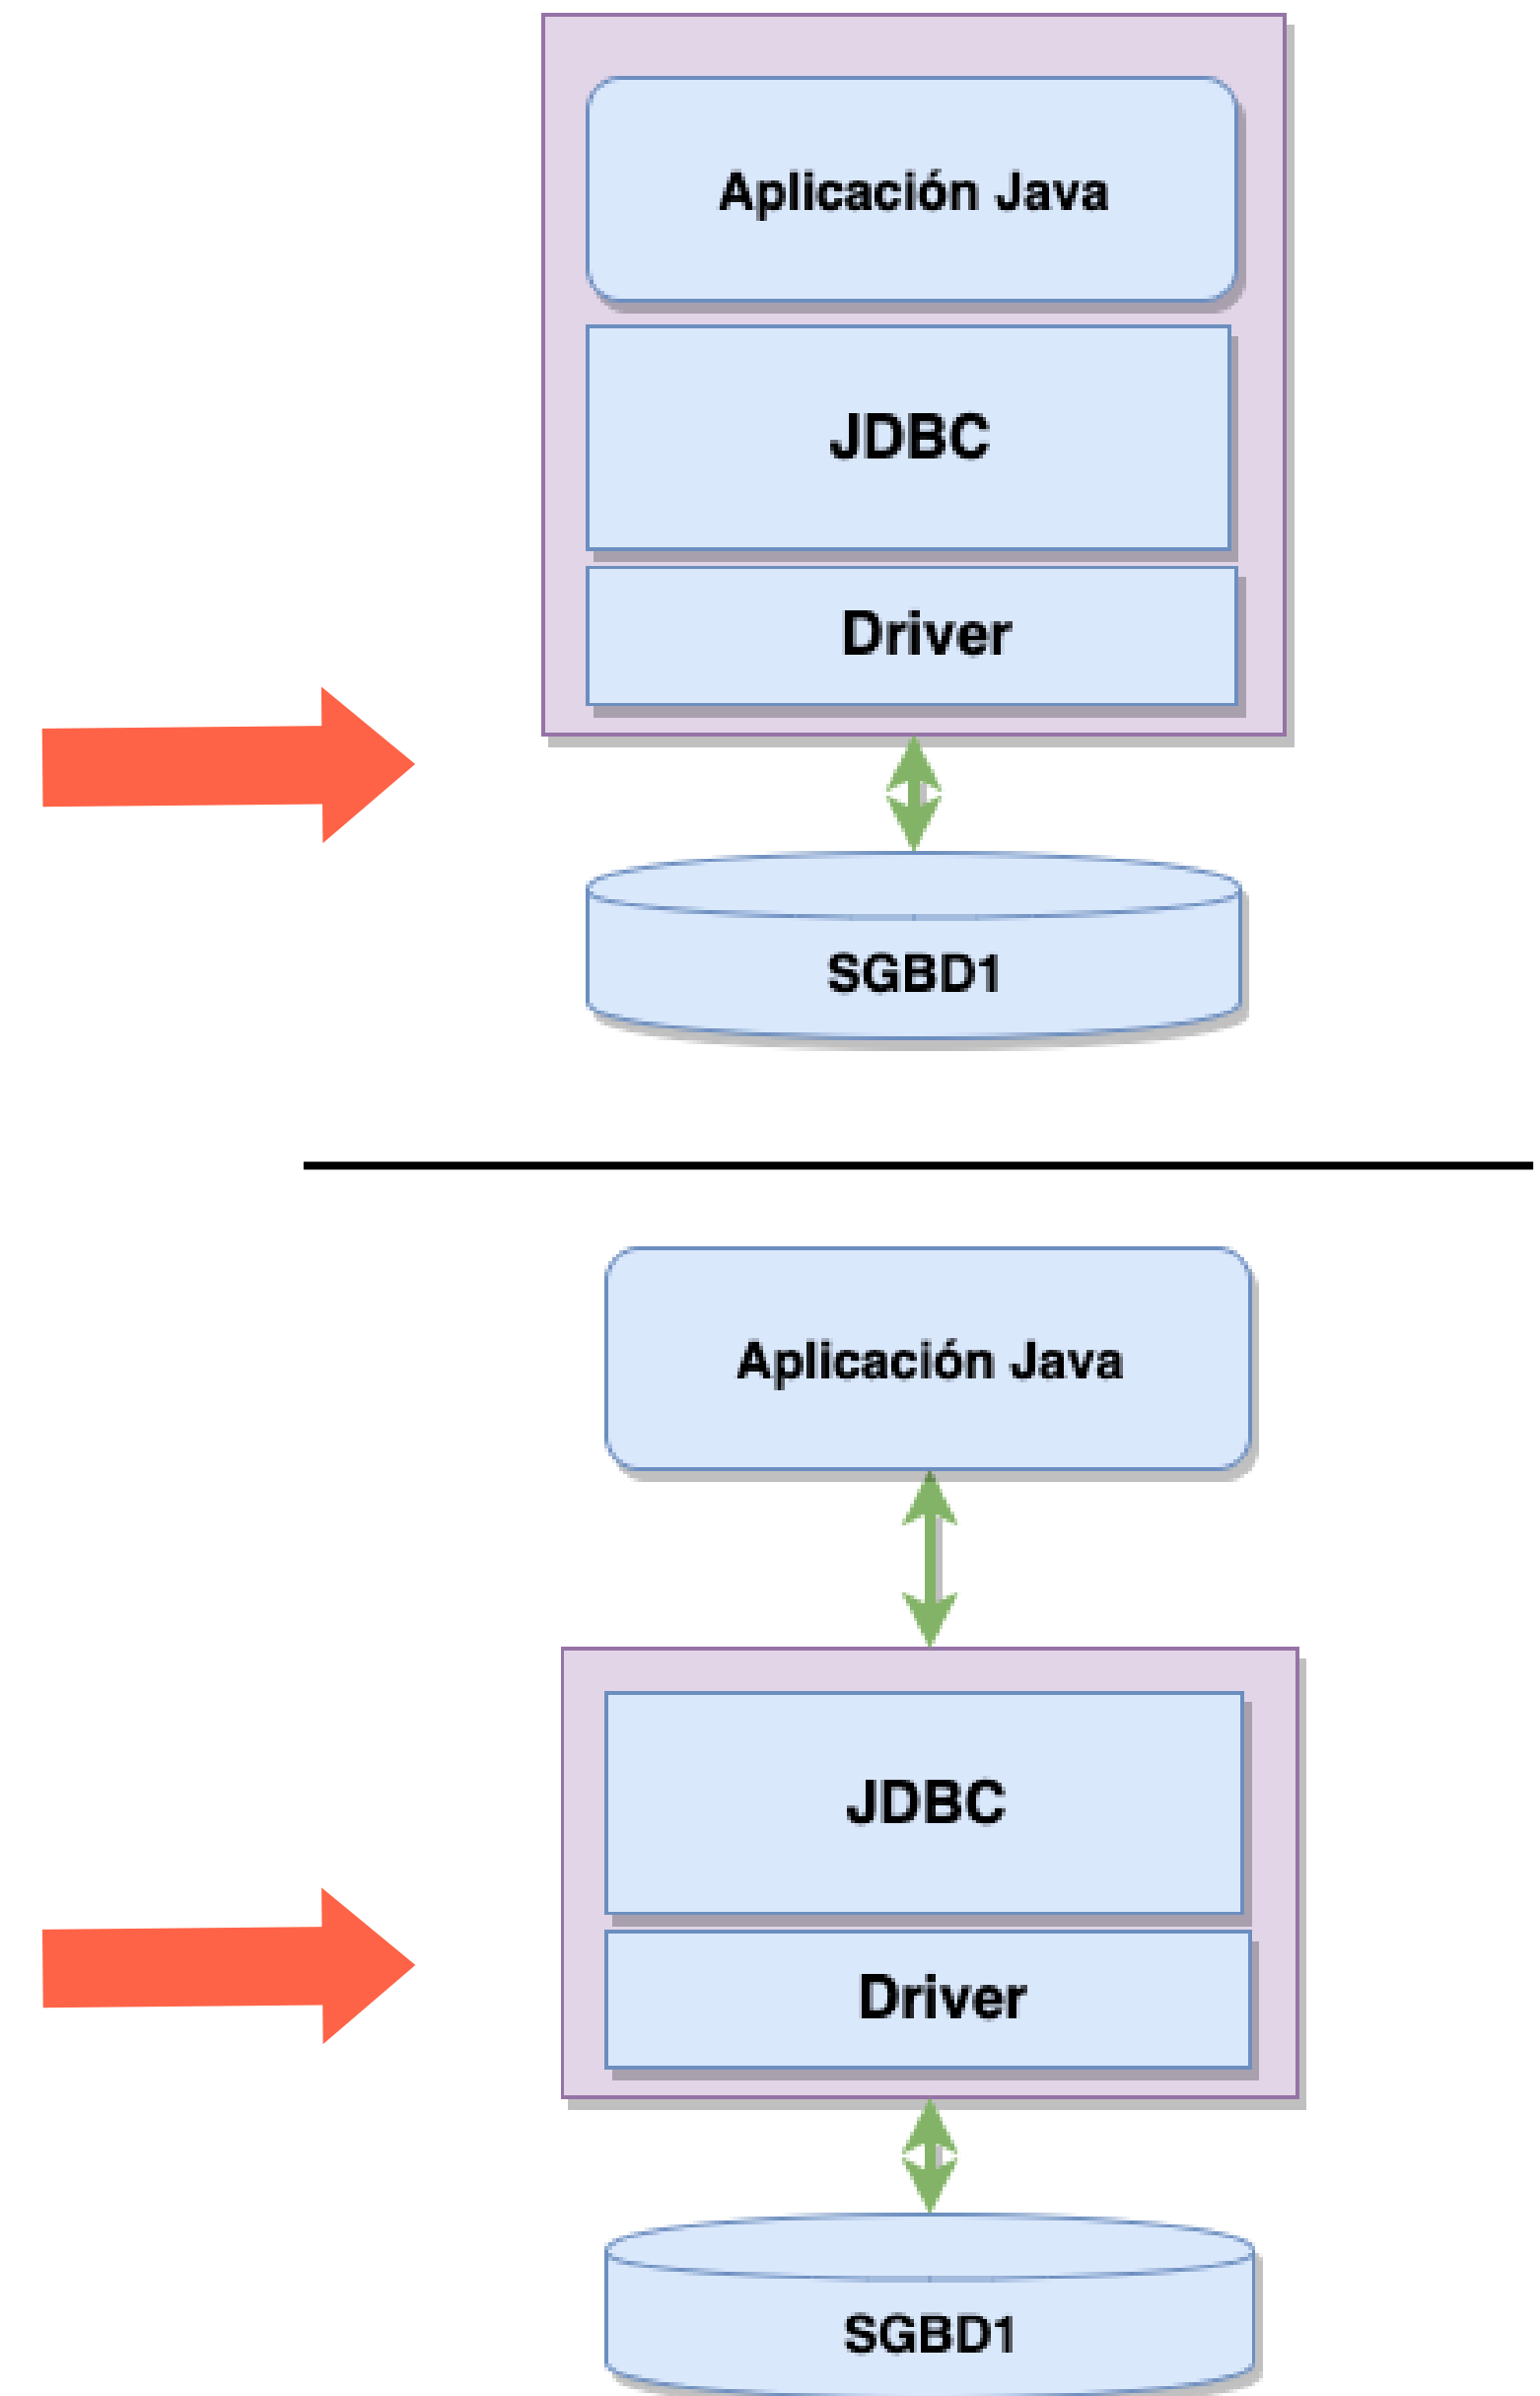 Aplicación Java
JDBC
Driver
SGBD1
Aplicación Java
JDBC
Driver
SGBD1